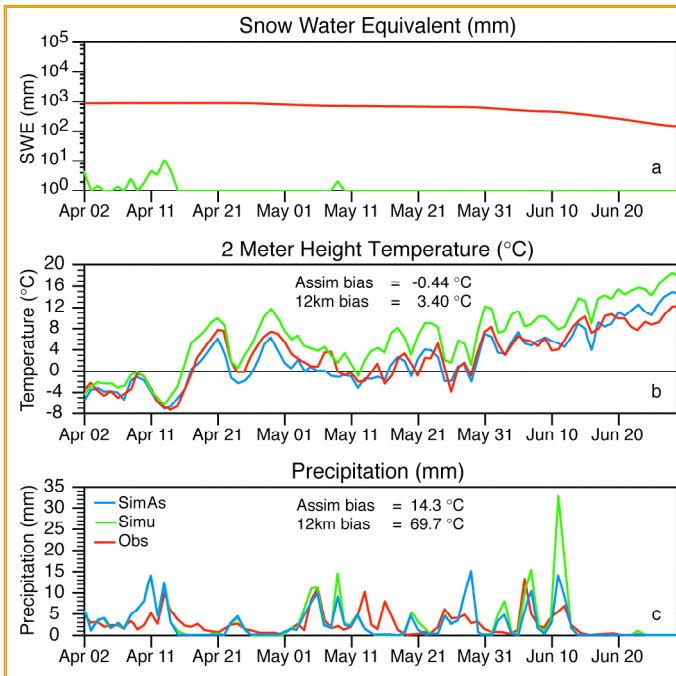 Snow Water Equivalent (mm)
10⁵
10⁴
10³
10²
10¹
10⁰
SWE (mm)
a
Apr 02 Apr 11 Apr 21 May 01 May 11 May 21 May 31 Jun 10 Jun 20
2 Meter Height Temperature (°C)
20
16
12
8
4
0
-4
-8
Temperature (°C)
Assim bias = -0.44 °C
12km bias = 3.40 °C
b
Apr 02 Apr 11 Apr 21 May 01 May 11 May 21 May 31 Jun 10 Jun 20
Precipitation (mm)
35
30
25
20
15
10
5
0
Precipitation (mm)
SimAs
Simu
Obs
Assim bias = 14.3 °C
12km bias = 69.7 °C
c
Apr 02 Apr 11 Apr 21 May 01 May 11 May 21 May 31 Jun 10 Jun 20